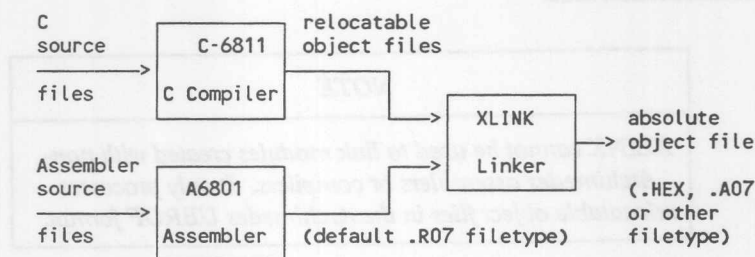 C
source
files
C-6811
C Compiler
relocatable
object files
Assembler
source
files
A6801
Assembler
(default .R07 filetype)
XLINK
Linker
absolute
object file
(.HEX, .A07
or other
filetype)
NOTE